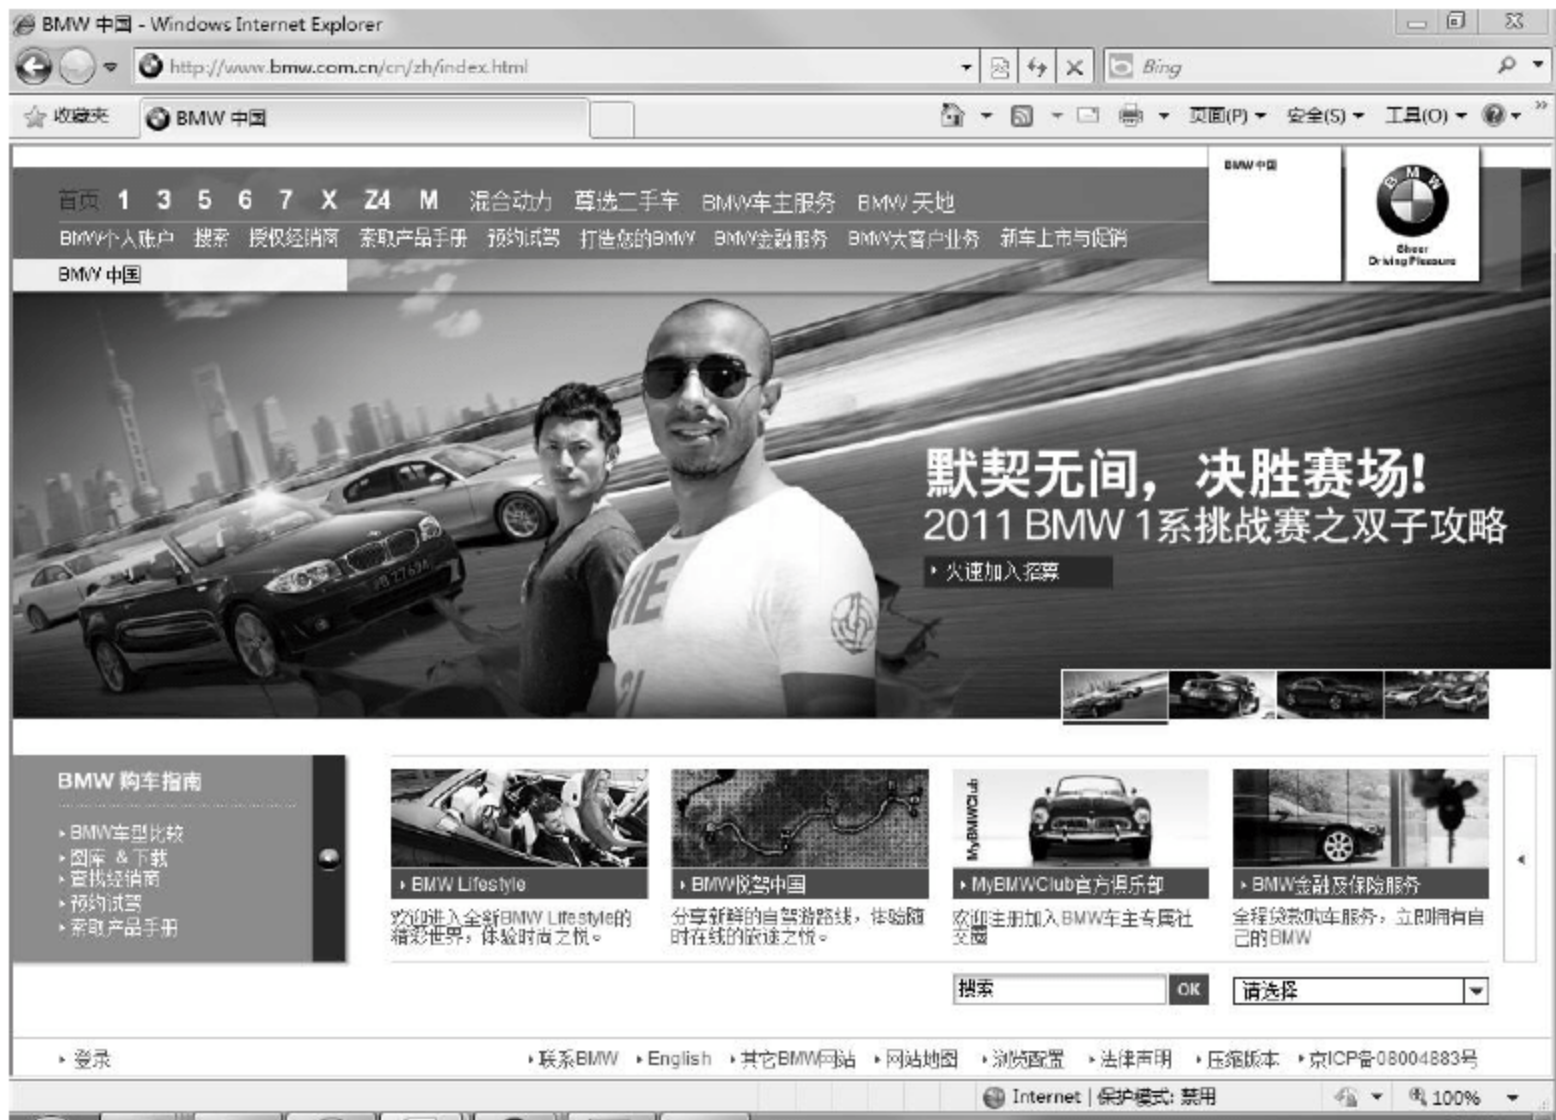 BMW 中国 - Windows Internet Explorer
http://www.bmw.com.cn/cn/zh/index.html
Bing
收藏夹 BMW 中国 页面(P) 安全(S) 工具(O)
BMW 中国
首页 1 3 5 6 7 X Z4 M 混合动力 尊选二手车 BMW车主服务 BMW 天地
BMW个人账户 搜索 授权经销商 索取产品手册 预约试驾 打造您的BMW BMW金融服务 BMW大客户业务 新车上市与促销
BMW
Sheer
Driving Pleasure
BMW 中国
默契无间，决胜赛场!
2011 BMW 1系挑战赛之双子攻略
火速加入招募
BMW 购车指南
BMW车型比较
图库 & 下载
查找经销商
预约试驾
索取产品手册
BMW Lifestyle
欢迎进入全新BMW Lifestyle的
精彩世界，体验时尚之悦。
BMW悦驾中国
分享新鲜的自驾游路线，体验随
时在线的旅途之悦。
MyBMWClub
MyBMWClub官方俱乐部
欢迎注册加入BMW车主专属社
交圈
BMW金融及保险服务
全程贷款购车服务，立即拥有自
己的BMW
搜索 OK 请选择
登录 联系BMW English 其它BMW网站 网站地图 浏览配置 法律声明 压缩版本 京ICP备08004883号
Internet | 保护模式: 禁用 100%